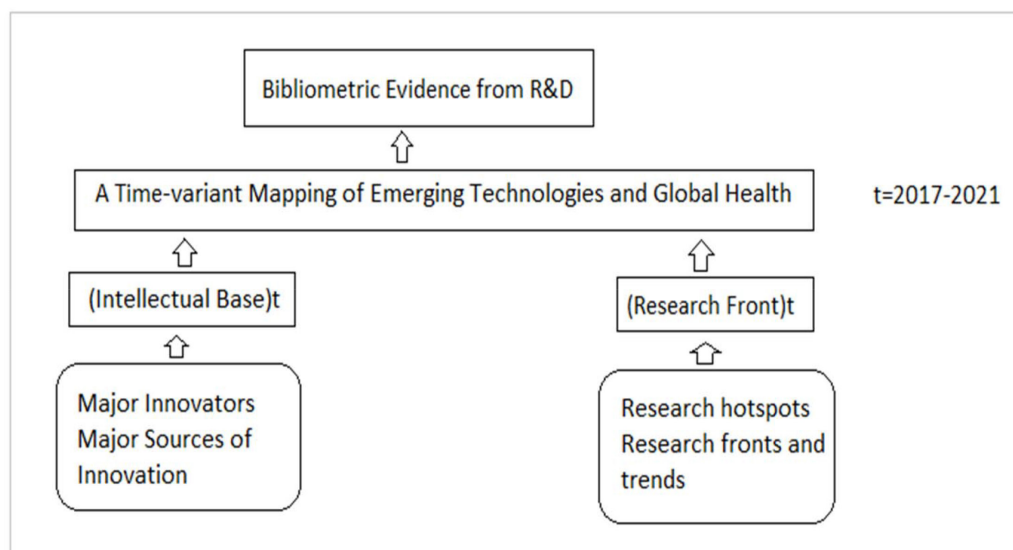 Bibliometric Evidence from R&D
A Time-variant Mapping of Emerging Technologies and Global Health
t=2017-2021
(Intellectual Base)t
(Research Front)t
Major Innovators
Major Sources of
Innovation
Research hotspots
Research fronts and
trends